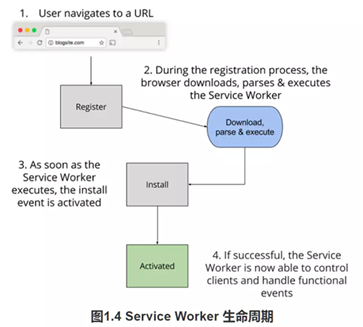 1. User navigates to a URL
blogsite.com
Register
2. During the registration process, the
browser downloads, parses & executes
the Service Worker
Download,
parse & execute
3. As soon as the
Service Worker
executes, the install
event is activated
Install
Activated
4. If successful, the Service
Worker is now able to control
clients and handle functional
events
图1.4 Service Worker 生命周期